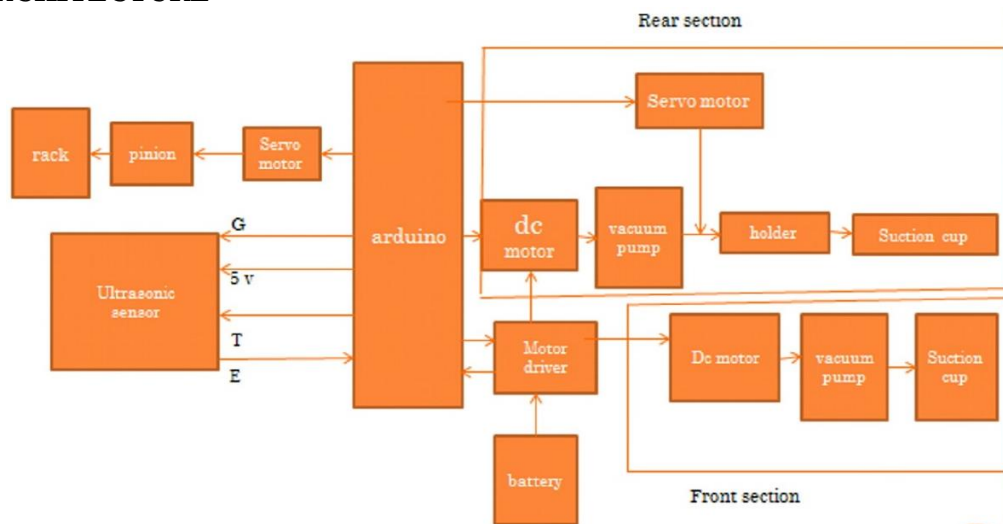 Rear section
Servo motor
rack
pinion
Servo
motor
arduino
G
5 v
T
E
Ultrasonic
sensor
dc
motor
vacuum
pump
holder
Suction cup
Motor
driver
Dc motor
vacuum
pump
Suction
cup
battery
Front section